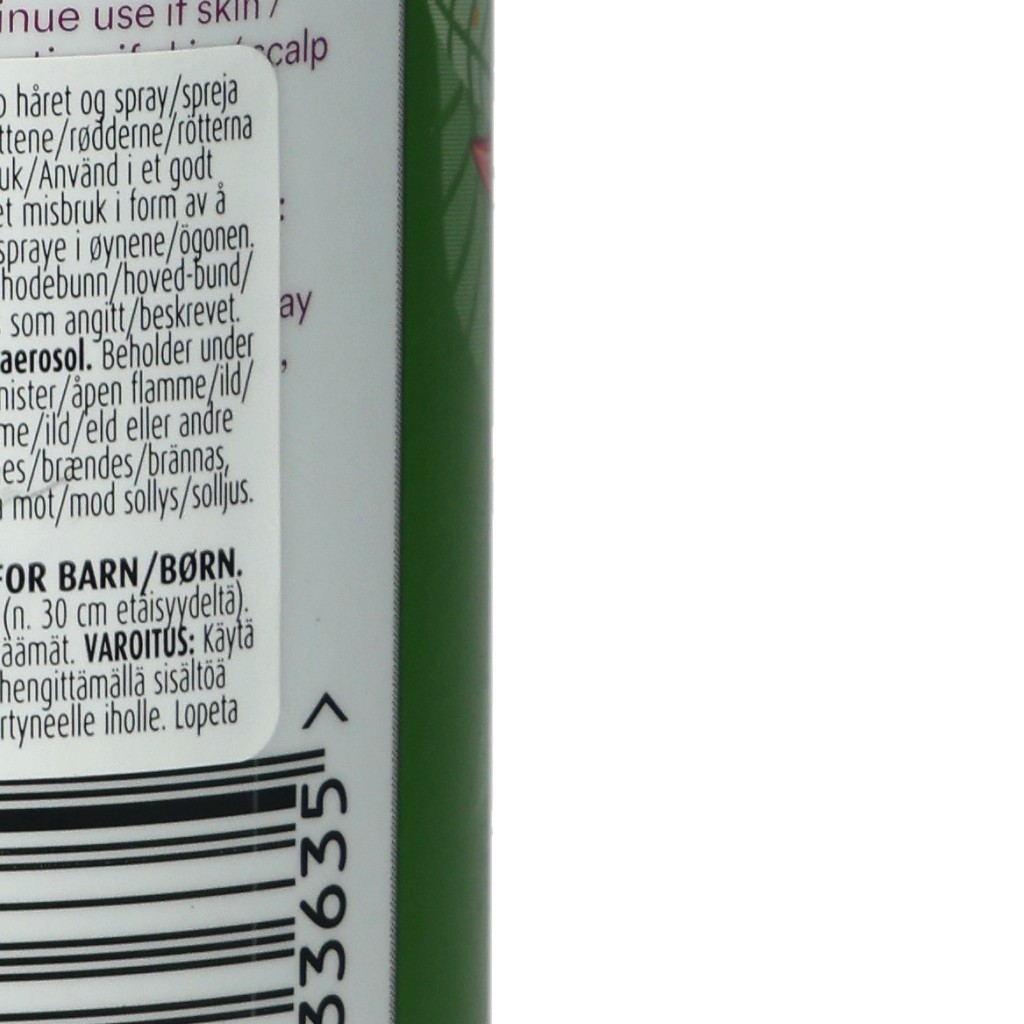 inue use if skin /
scalp
håret og spray/spreja
ttene/rødderne/rötterna
uk/Använd i et godt
et misbruk i form av å
spraye i øynene/ögonen.
hodebunn/hoved-bund/
som angitt/beskrevet.
ay
aerosol. Beholder under
nister/åpen flamme/ild/
me/ild/eld eller andre
es/brændes/brännas,
mot/mod sollys/solljus.
FOR BARN/BØRN.
(n. 30 cm etäisyydeltä).
äämät. VAROITUS: Käytä
hengittämällä sisältöä
rtyneelle iholle. Lopeta
33635>